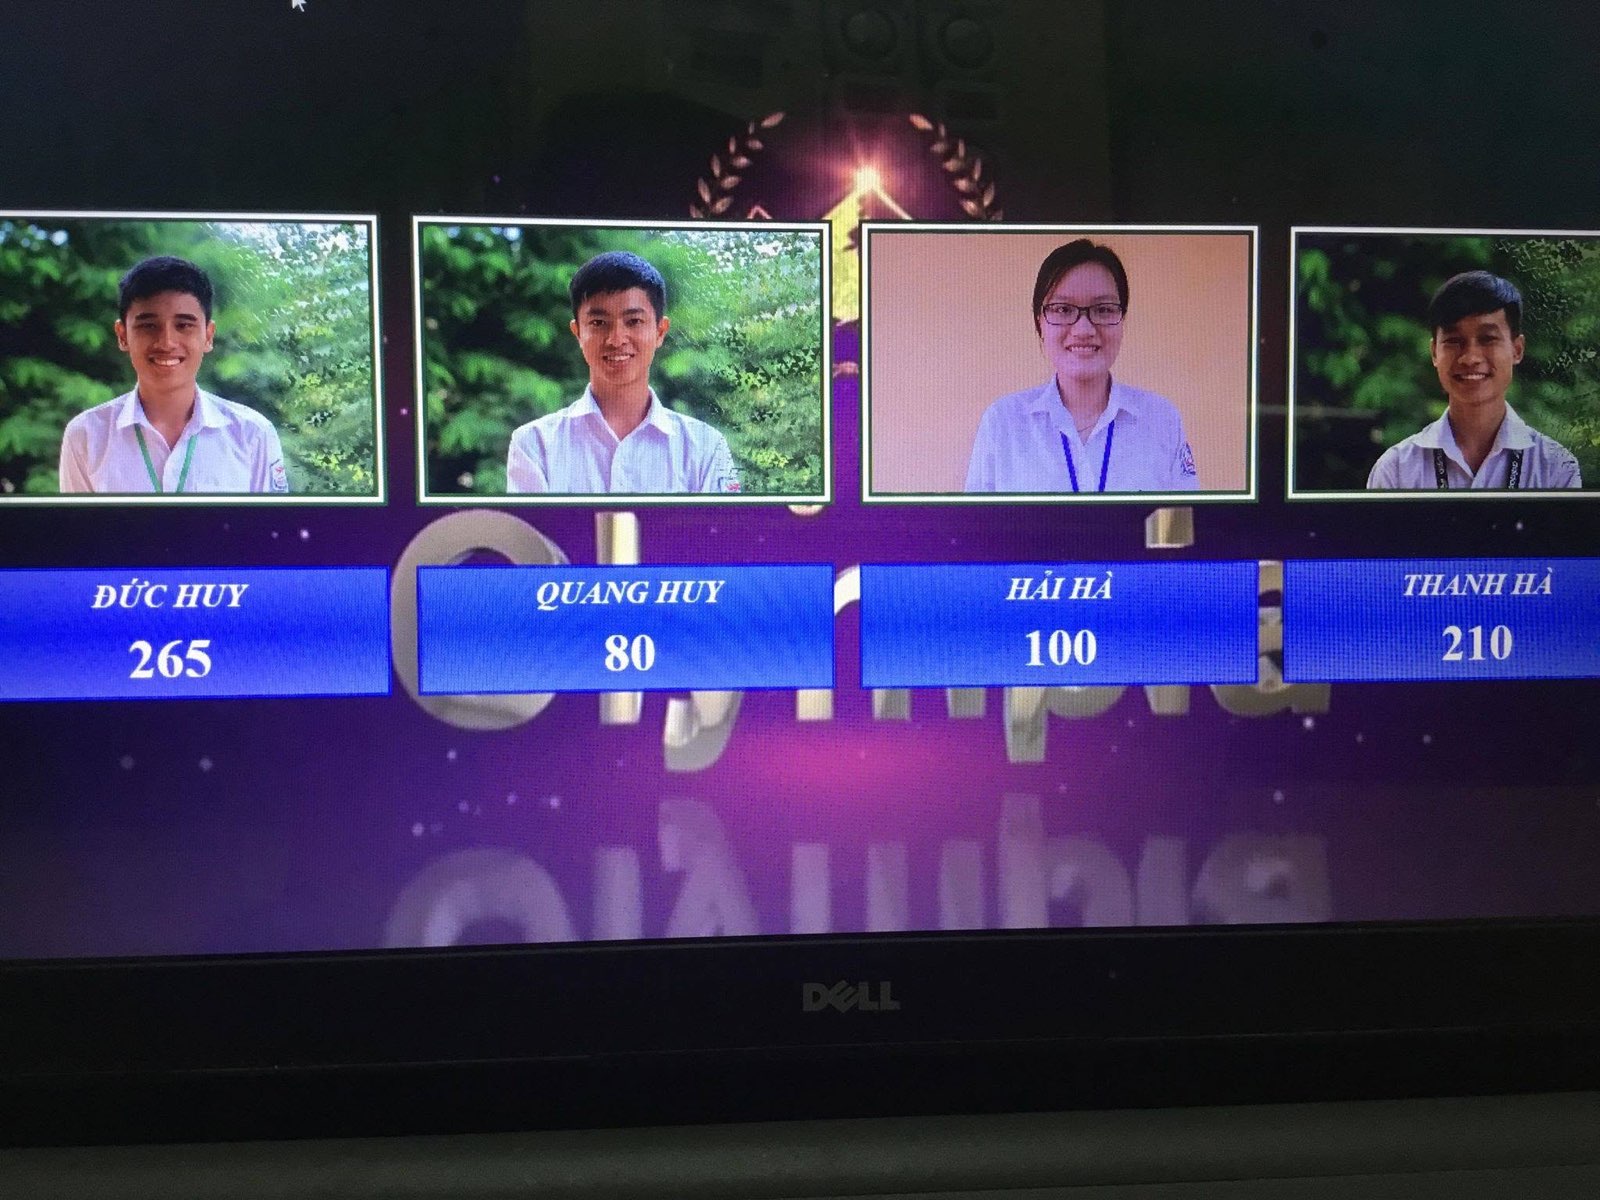 ĐỨC HUY
265
QUANG HUY
80
HẢI HÀ
100
THANH HÀ
210
Olympia
DELL